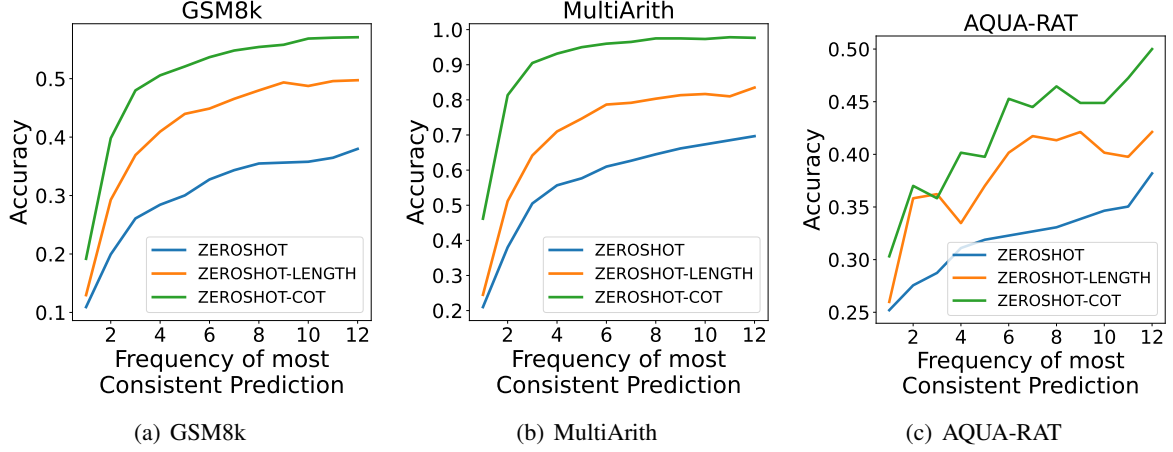 GSM8k
Accuracy
0.5
0.4
0.3
0.2
0.1
ZEROSHOT
ZEROSHOT-LENGTH
ZEROSHOT-COT
2 4 6 8 10 12
Frequency of most
Consistent Prediction
(a) GSM8k
MultiArith
Accuracy
1.0
0.9
0.8
0.7
0.6
0.5
0.4
0.3
0.2
ZEROSHOT
ZEROSHOT-LENGTH
ZEROSHOT-COT
2 4 6 8 10 12
Frequency of most
Consistent Prediction
(b) MultiArith
AQUA-RAT
Accuracy
0.50
0.45
0.40
0.35
0.30
0.25
ZEROSHOT
ZEROSHOT-LENGTH
ZEROSHOT-COT
2 4 6 8 10 12
Frequency of most
Consistent Prediction
(c) AQUA-RAT